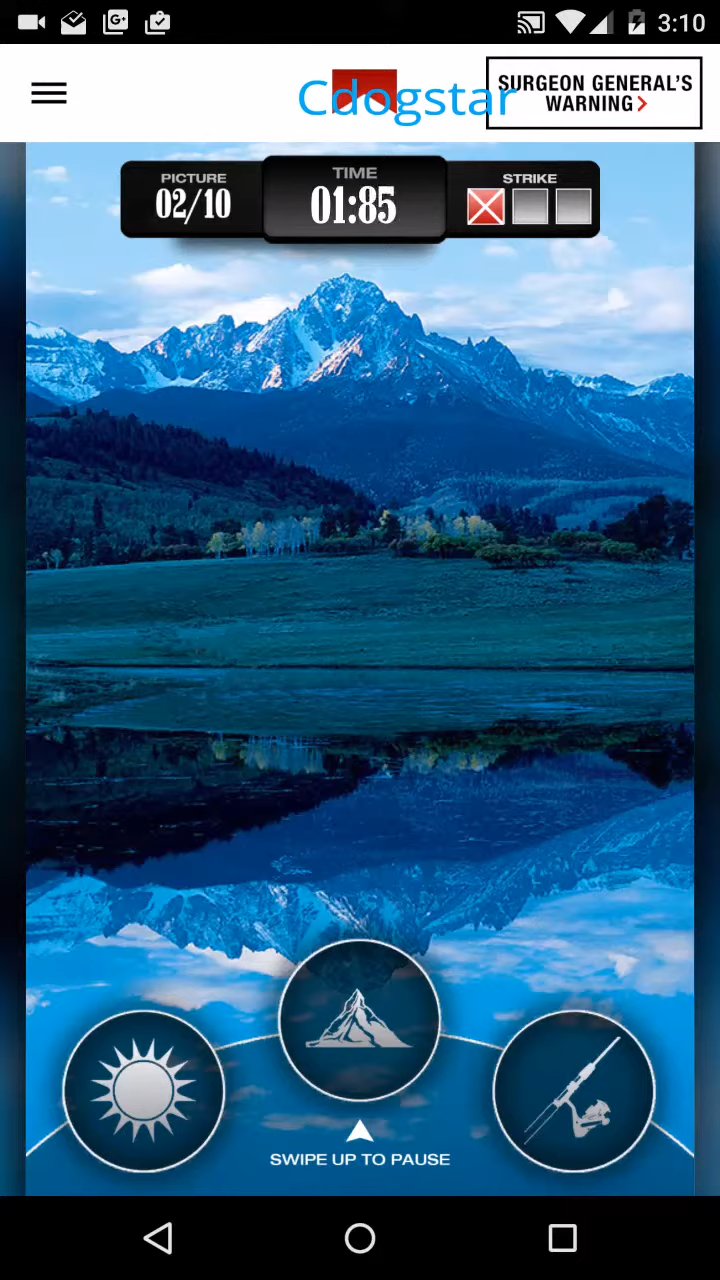 3:10
Cdogstar
SURGEON GENERAL'S
WARNING
PICTURE
02/10
TIME
01:85
STRIKE
SWIPE UP TO PAUSE